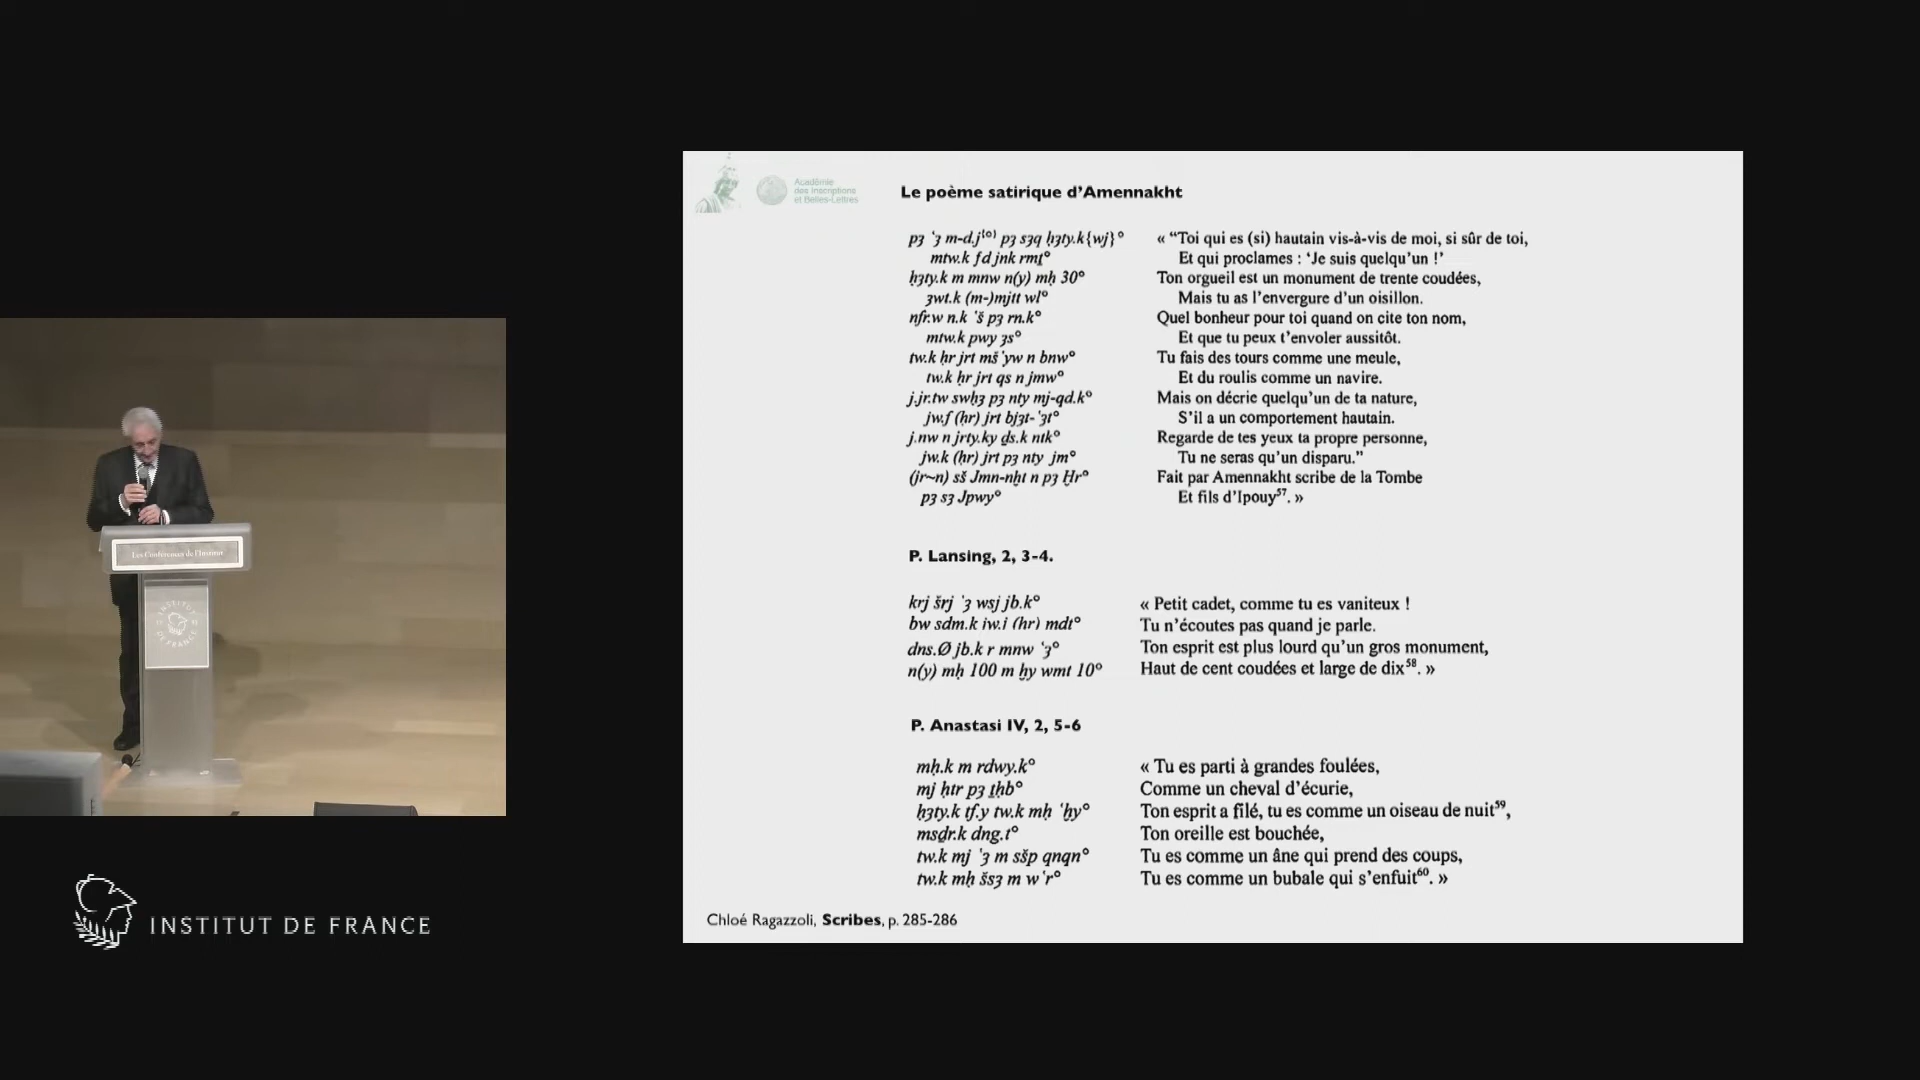 Académie
des Inscriptions
et Belles-Lettres
Le poème satirique d’Amennakht
pꜣ ꜥꜣ m-d.j⁽°⁾ pꜣ sꜣq ḥꜣty.k{wj}°
mtw.k fd jnk rmṯ°
ḥꜣty.k m mnw n(y) mḥ 30°
ꜣwt.k (m-)mjtt wl°
nfr.w n.k ꜥš pꜣ rn.k°
mtw.k pwy ꜣs°
tw.k ḥr jrt mšꜥyw n bnw°
tw.k ḥr jrt qs n jmw°
j.jr.tw swhꜣ pꜣ nty mj-qd.k°
jw.f (ḥr) jrt bjꜣt-ꜥꜣt°
j.nw n jrty.ky ḏs.k ntk°
jw.k (ḥr) jrt pꜣ nty jm°
(jr~n) sš Jmn-nḫt n pꜣ Ḫr°
pꜣ sꜣ Jpwy°
« “Toi qui es (si) hautain vis-à-vis de moi, si sûr de toi,
Et qui proclames : ‘Je suis quelqu’un !’
Ton orgueil est un monument de trente coudées,
Mais tu as l’envergure d’un oisillon.
Quel bonheur pour toi quand on cite ton nom,
Et que tu peux t’envoler aussitôt.
Tu fais des tours comme une meule,
Et du roulis comme un navire.
Mais on décrie quelqu’un de ta nature,
S’il a un comportement hautain.
Regarde de tes yeux ta propre personne,
Tu ne seras qu’un disparu.”
Fait par Amennakht scribe de la Tombe
Et fils d’Ipouy⁵⁷. »
P. Lansing, 2, 3-4.
krj šrj ꜥꜣ wsj jb.k°
bw sdm.k iw.i (hr) mdt°
dns.Ø jb.k r mnw ꜥꜣ°
n(y) mḥ 100 m ḫy wmt 10°
« Petit cadet, comme tu es vaniteux !
Tu n’écoutes pas quand je parle.
Ton esprit est plus lourd qu’un gros monument,
Haut de cent coudées et large de dix⁵⁸. »
P. Anastasi IV, 2, 5-6
mḥ.k m rdwy.k°
mj ḥtr pꜣ ṯḥb°
ḥꜣty.k tf.y tw.k mḥ ꜥḫy°
msḏr.k dng.t°
tw.k mj ꜥꜣ m sšp qnqn°
tw.k mḥ šsꜣ m wꜥr°
« Tu es parti à grandes foulées,
Comme un cheval d’écurie,
Ton esprit a filé, tu es comme un oiseau de nuit⁵⁹,
Ton oreille est bouchée,
Tu es comme un âne qui prend des coups,
Tu es comme un bubale qui s’enfuit⁶⁰. »
Chloé Ragazzoli, Scribes, p. 285-286
Les Conférences de l’Institut
INSTITUT
DE FRANCE
INSTITUT DE FRANCE